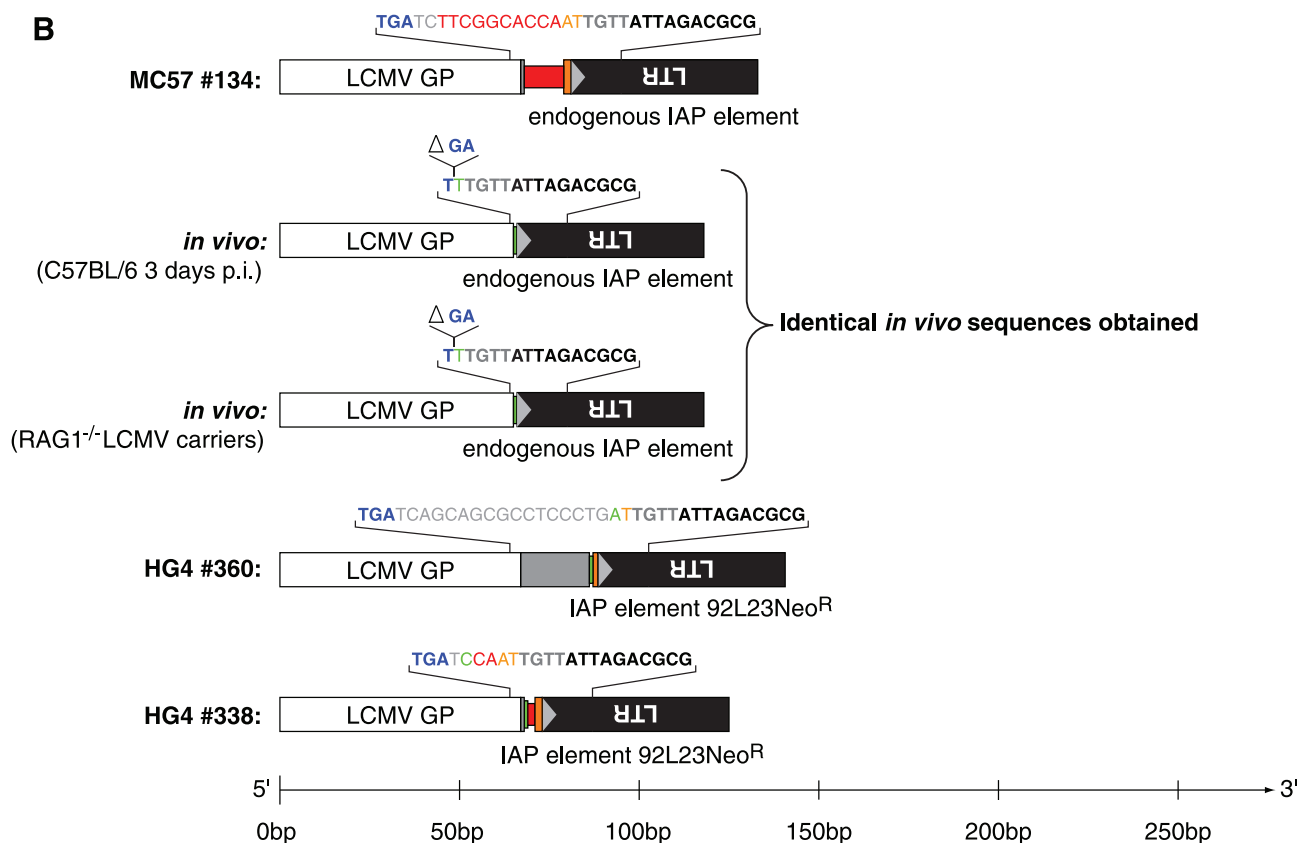 B
TGATCTTCGGCACCAATTGTTATTAGACGCG
MC57 #134:
LCMV GP
LTR
endogenous IAP element
Δ GA
TTTGTTATTAGACGCG
in vivo:
(C57BL/6 3 days p.i.)
LCMV GP
LTR
endogenous IAP element
Identical in vivo sequences obtained
Δ GA
TTTGTTATTAGACGCG
in vivo:
(RAG1-/-LCMV carriers)
LCMV GP
LTR
endogenous IAP element
TGATCAGCAGCGCCTCCCTGATTGTTATTAGACGCG
HG4 #360:
LCMV GP
LTR
IAP element 92L23NeoR
TGATCCCAATTGTTATTAGACGCG
HG4 #338:
LCMV GP
LTR
IAP element 92L23NeoR
5' 3'
0bp 50bp 100bp 150bp 200bp 250bp